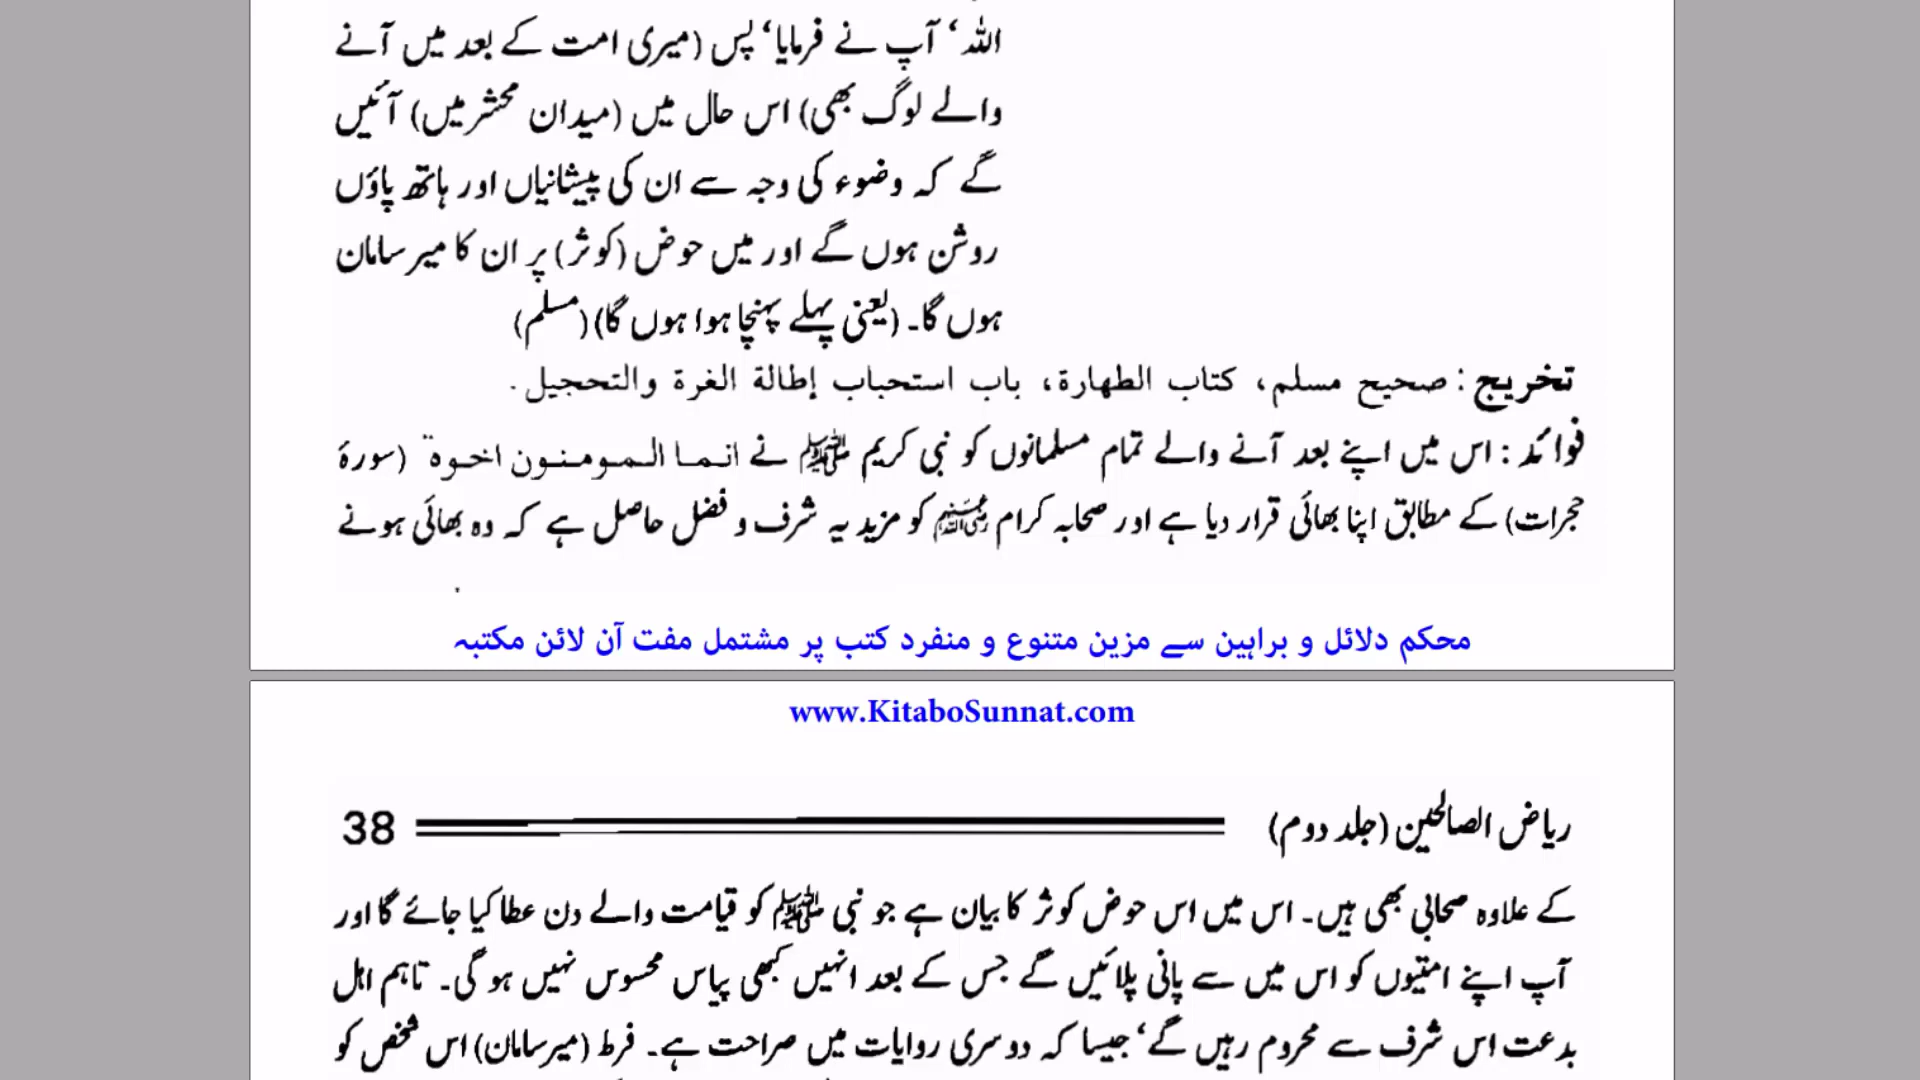 اللہ‘ آپ نے فرمایا‘ پس (میری امت کے بعد میں آنے
والے لوگ بھی) اس حال میں (میدان محشر میں) آئیں
گے کہ وضوء کی وجہ سے ان کی پیشانیاں اور ہاتھ پاؤں
روشن ہوں گے اور میں حوض (کوثر) پر ان کا میر سامان
ہوں گا۔ (یعنی پہلے پہنچا ہوا ہوں گا) (مسلم)
تخريج: صحيح مسلم، كتاب الطهارة، باب استحباب إطالة الغرة والتحجيل.
فوائد : اس میں اپنے بعد آنے والے تمام مسلمانوں کو نبی کریم ﷺ نے انما المومنون اخوة (سورۂ
حجرات) کے مطابق اپنا بھائی قرار دیا ہے اور صحابہ کرام رضی اللہ عنہم کو مزید یہ شرف و فضل حاصل ہے کہ وہ بھائی ہونے
محکم دلائل و براہین سے مزین متنوع و منفرد کتب پر مشتمل مفت آن لائن مکتبہ
www.KitaboSunnat.com
ریاض الصالحین (جلد دوم) 38
کے علاوہ صحابی بھی ہیں۔ اس میں اس حوض کوثر کا بیان ہے جو نبی ﷺ کو قیامت والے دن عطا کیا جائے گا اور
آپ اپنے امتیوں کو اس میں سے پانی پلائیں گے جس کے بعد انہیں کبھی پیاس محسوس نہیں ہو گی۔ تاہم اہل
بدعت اس شرف سے محروم رہیں گے‘ جیسا کہ دوسری روایات میں صراحت ہے۔ فرط (میر سامان) اس شخص کو